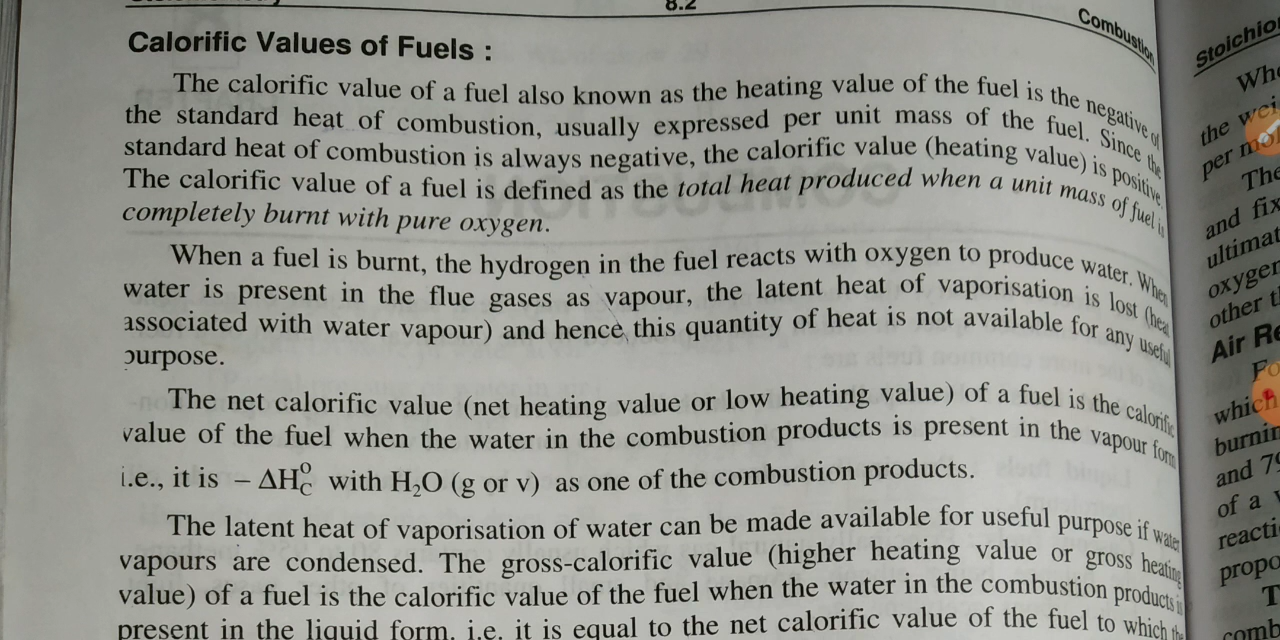 8.2
Combustion
Calorific Values of Fuels :
The calorific value of a fuel also known as the heating value of the fuel is the negative of
the standard heat of combustion, usually expressed per unit mass of the fuel. Since the
standard heat of combustion is always negative, the calorific value (heating value) is positive.
The calorific value of a fuel is defined as the total heat produced when a unit mass of fuel is
completely burnt with pure oxygen.
When a fuel is burnt, the hydrogen in the fuel reacts with oxygen to produce water. When
water is present in the flue gases as vapour, the latent heat of vaporisation is lost (heat
associated with water vapour) and hence this quantity of heat is not available for any useful
purpose.
The net calorific value (net heating value or low heating value) of a fuel is the calorific
value of the fuel when the water in the combustion products is present in the vapour form
i.e., it is – ΔH°C with H₂O (g or v) as one of the combustion products.
The latent heat of vaporisation of water can be made available for useful purpose if water
vapours are condensed. The gross-calorific value (higher heating value or gross heating
value) of a fuel is the calorific value of the fuel when the water in the combustion products is
present in the liquid form, i.e. it is equal to the net calorific value of the fuel to which the
Stoichio
Whe
the wei
per mo
The
and fix
ultimat
oxygen
other t
Air Re
Fo
which
burnin
and 79
of a
reacti
propo
T
comb